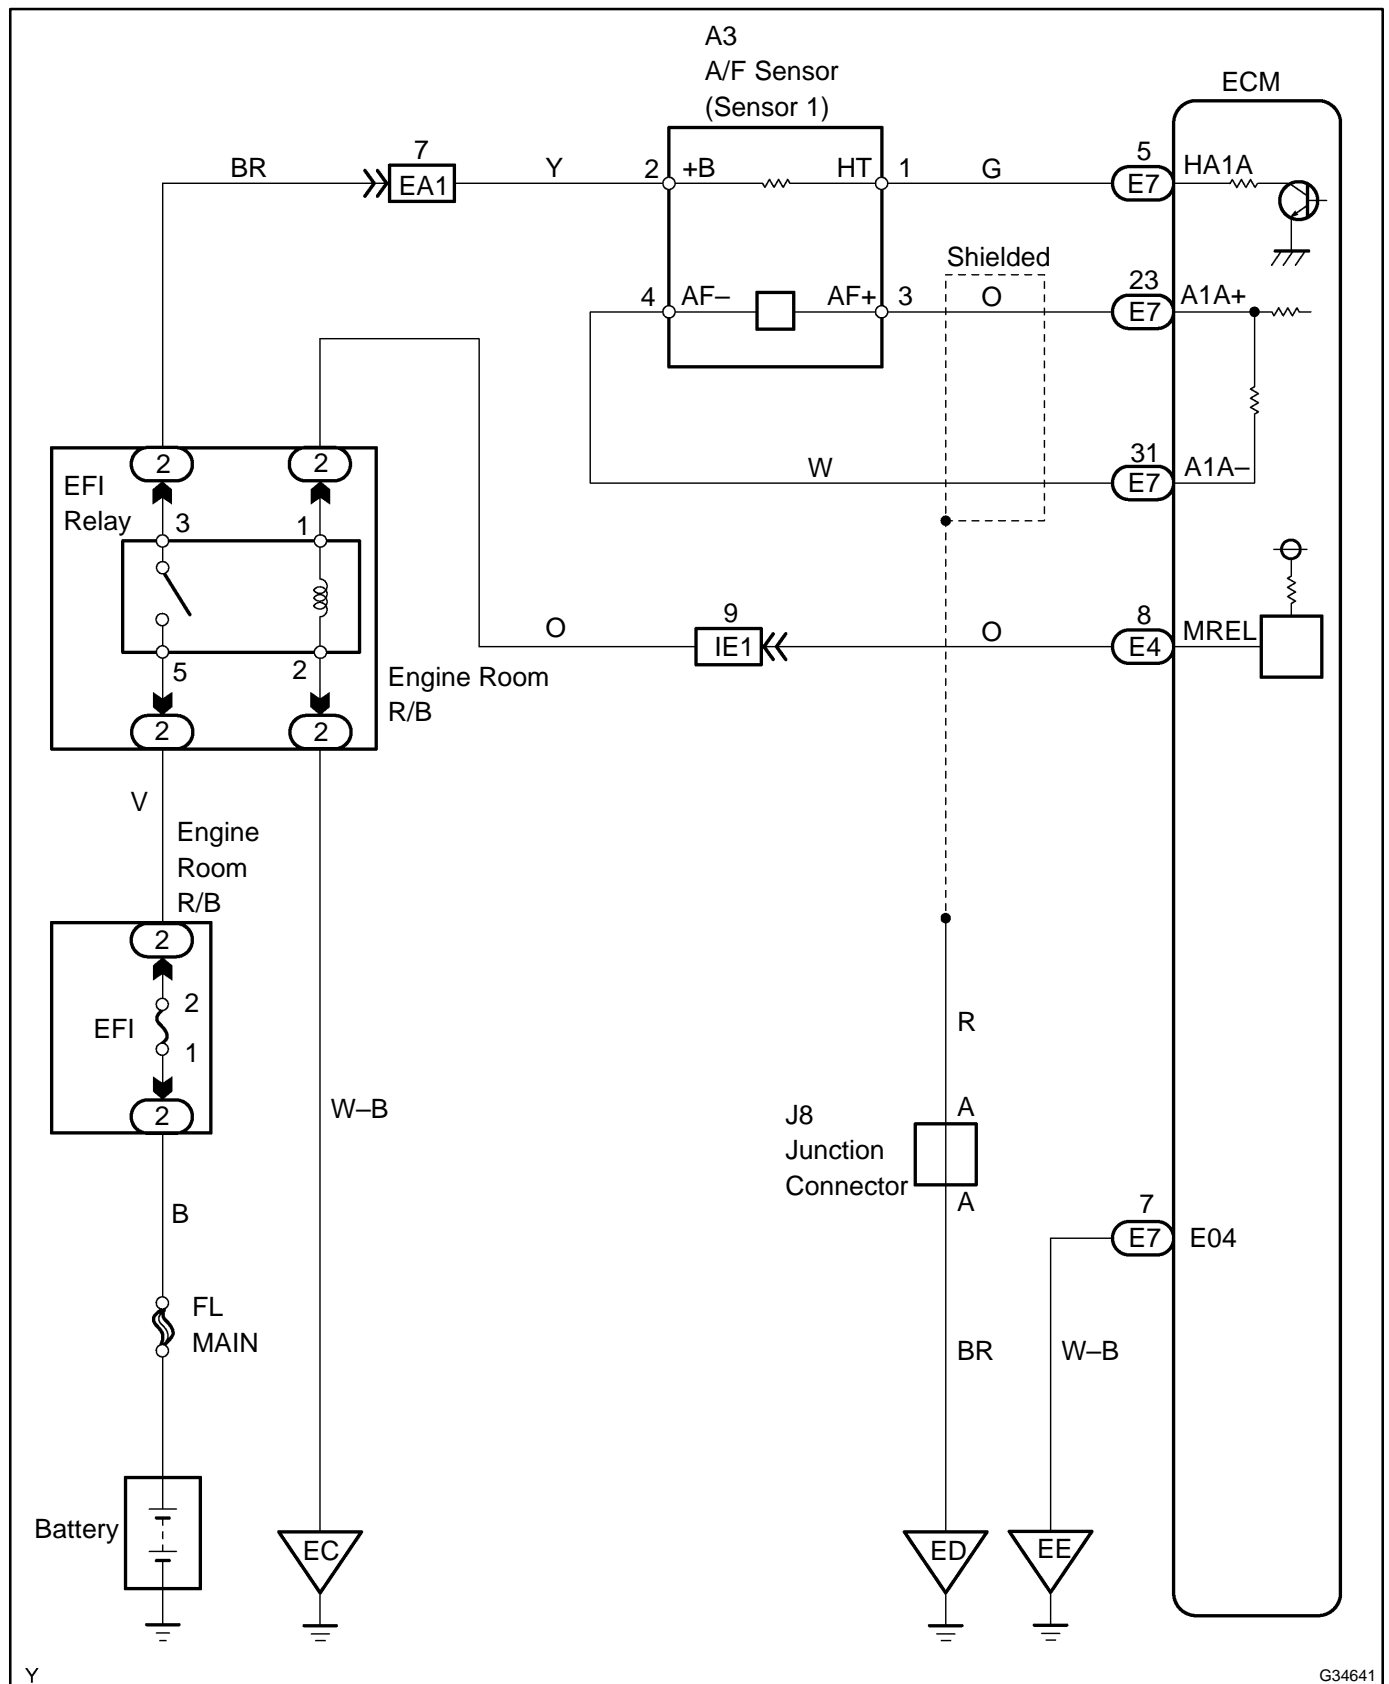 A3
A/F Sensor
(Sensor 1)
ECM
BR
7
EA1
Y
2
+B
HT
1
G
5
E7
HA1A
Shielded
4
AF–
AF+
3
O
23
E7
A1A+
W
31
E7
A1A–
2
2
EFI
Relay
3
1
5
2
2
2
Engine Room
R/B
O
9
IE1
O
8
E4
MREL
V
Engine
Room
R/B
2
2
EFI
1
2
W–B
B
FL
MAIN
Battery
EC
R
A
J8
Junction
Connector
A
BR
ED
7
E7
E04
W–B
EE
Y
G34641